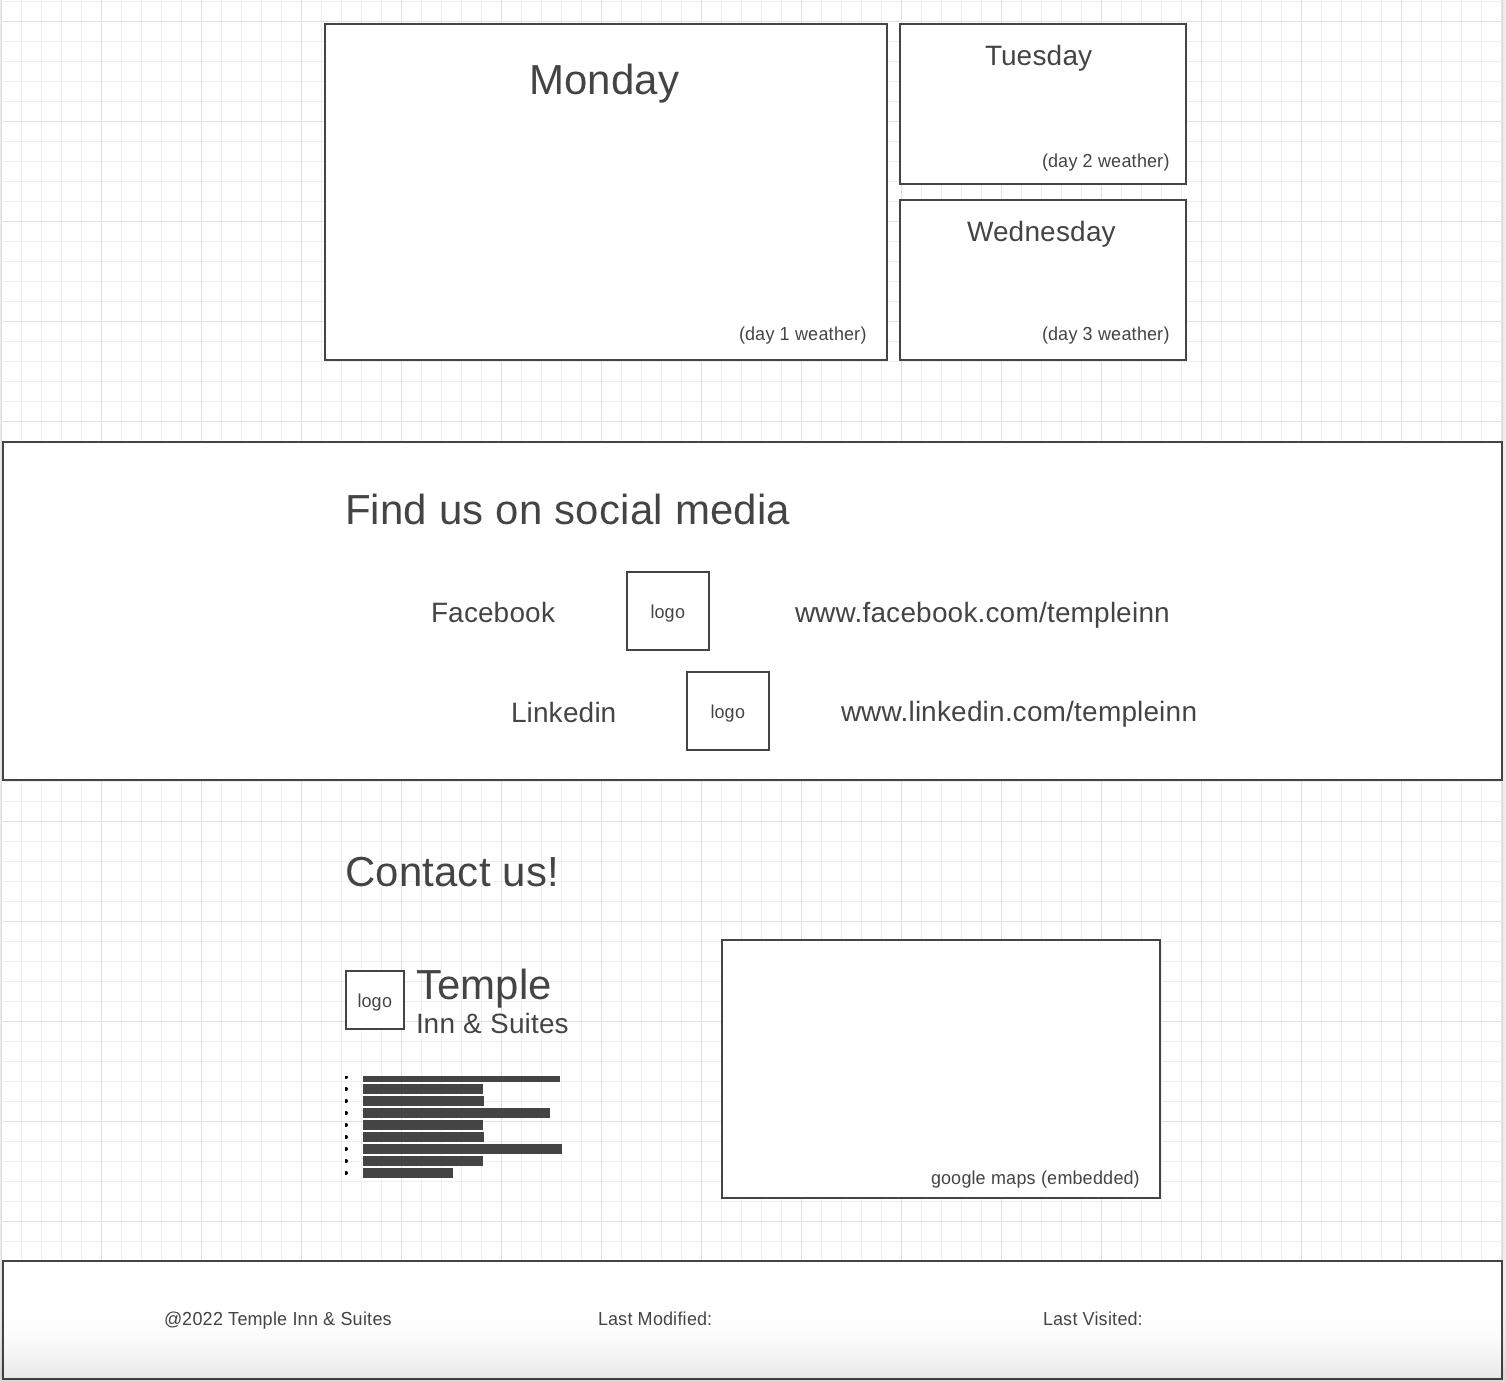 Monday
(day 1 weather)
Tuesday
(day 2 weather)
Wednesday
(day 3 weather)
Find us on social media
Facebook
logo
www.facebook.com/templeinn
Linkedin
logo
www.linkedin.com/templeinn
Contact us!
logo
Temple
Inn & Suites
google maps (embedded)
@2022 Temple Inn & Suites
Last Modified:
Last Visited: